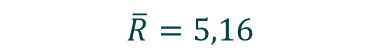 R̄ = 5,16